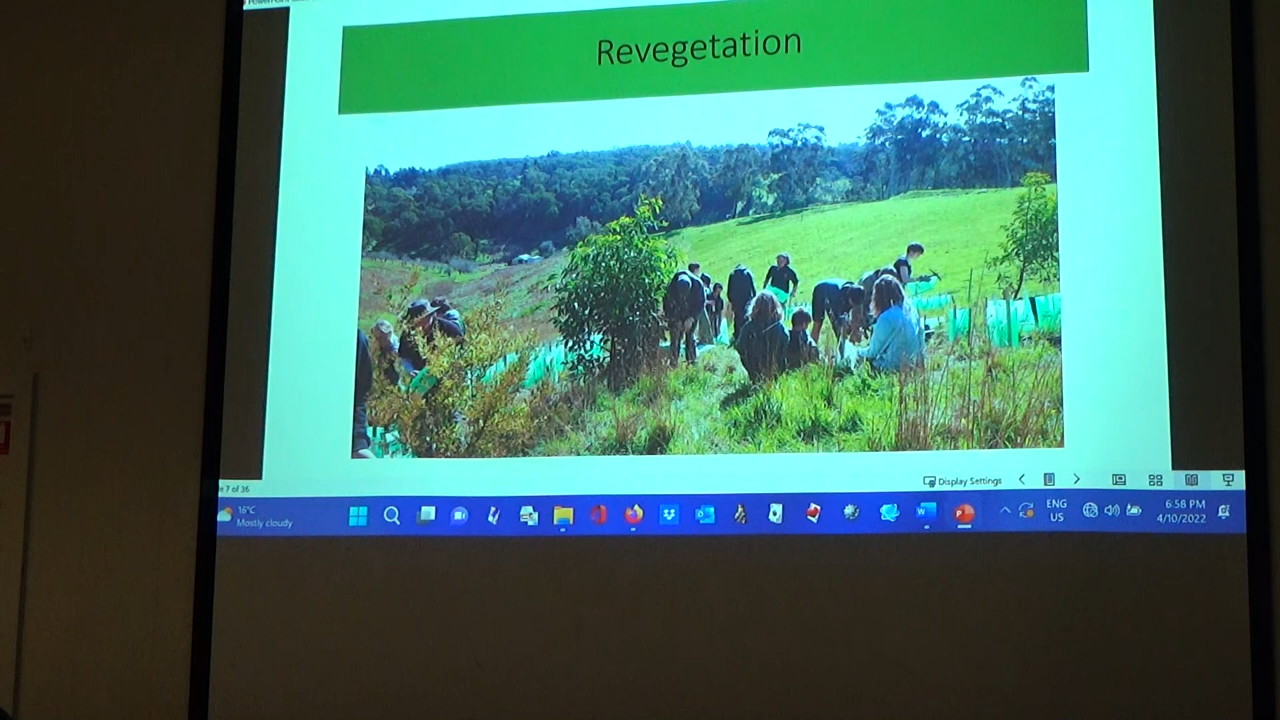 Revegetation
7 of 36
Display Settings
16°C
Mostly cloudy
ENG
US
6:58 PM
4/10/2022